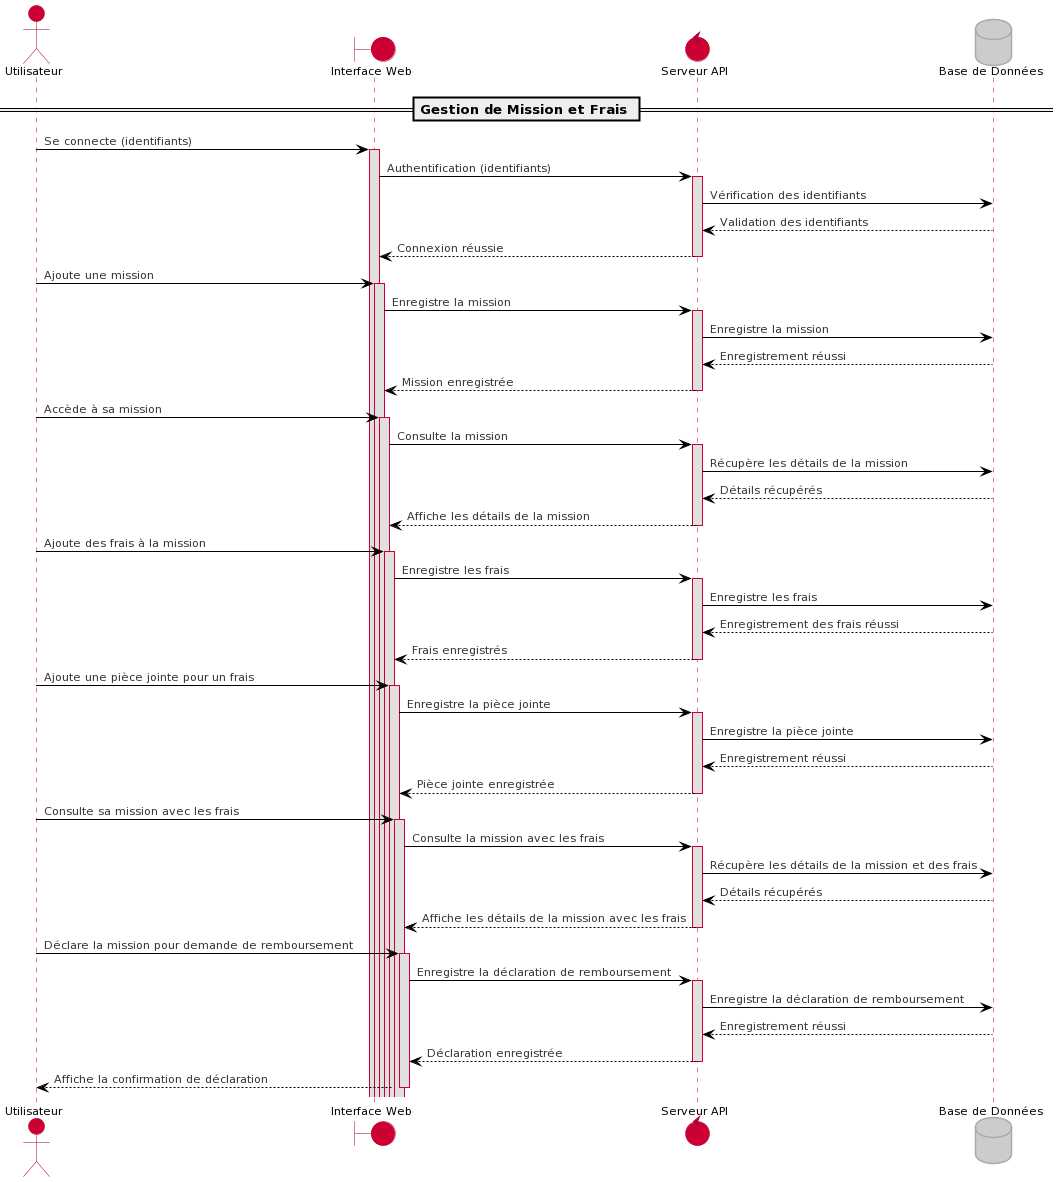 Utilisateur
Interface Web
Serveur API
Base de Données
Gestion de Mission et Frais
Se connecte (identifiants)
Authentification (identifiants)
Vérification des identifiants
Validation des identifiants
Connexion réussie
Ajoute une mission
Enregistre la mission
Enregistre la mission
Enregistrement réussi
Mission enregistrée
Accède à sa mission
Consulte la mission
Récupère les détails de la mission
Détails récupérés
Affiche les détails de la mission
Ajoute des frais à la mission
Enregistre les frais
Enregistre les frais
Enregistrement des frais réussi
Frais enregistrés
Ajoute une pièce jointe pour un frais
Enregistre la pièce jointe
Enregistre la pièce jointe
Enregistrement réussi
Pièce jointe enregistrée
Consulte sa mission avec les frais
Consulte la mission avec les frais
Récupère les détails de la mission et des frais
Détails récupérés
Affiche les détails de la mission avec les frais
Déclare la mission pour demande de remboursement
Enregistre la déclaration de remboursement
Enregistre la déclaration de remboursement
Enregistrement réussi
Déclaration enregistrée
Affiche la confirmation de déclaration
Utilisateur
Interface Web
Serveur API
Base de Données